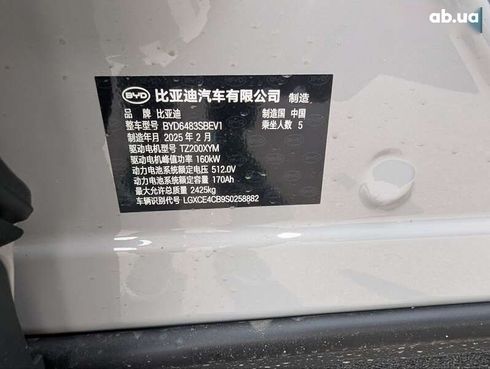 ab.ua
BYD 比亚迪汽车有限公司 制造
品牌 比亚迪 制造国 中国
整车型号 BYD6483SBEV1 乘坐人数 5
制造年月 2025 年 2 月
驱动电机型号 TZ200XYM
驱动电机峰值功率 160kW
动力电池系统额定电压 512.0V
动力电池系统额定容量 170Ah
最大允许总质量 2425kg
车辆识别代号 LGXCE4CB9S0258882